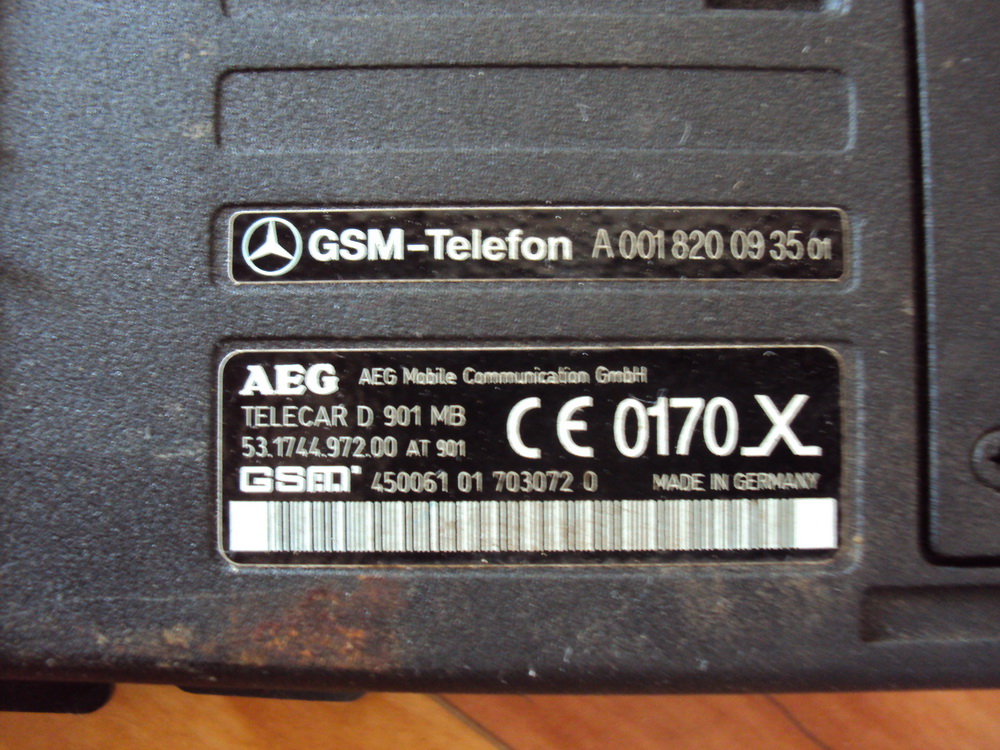 GSM-Telefon A 001 820 09 35 01
AEG AEG Mobile Communication GmbH
TELECAR D 901 MB
53.1744.972.00 AT 901
CE 0170 X
GSM 450061 01 703072 0 MADE IN GERMANY